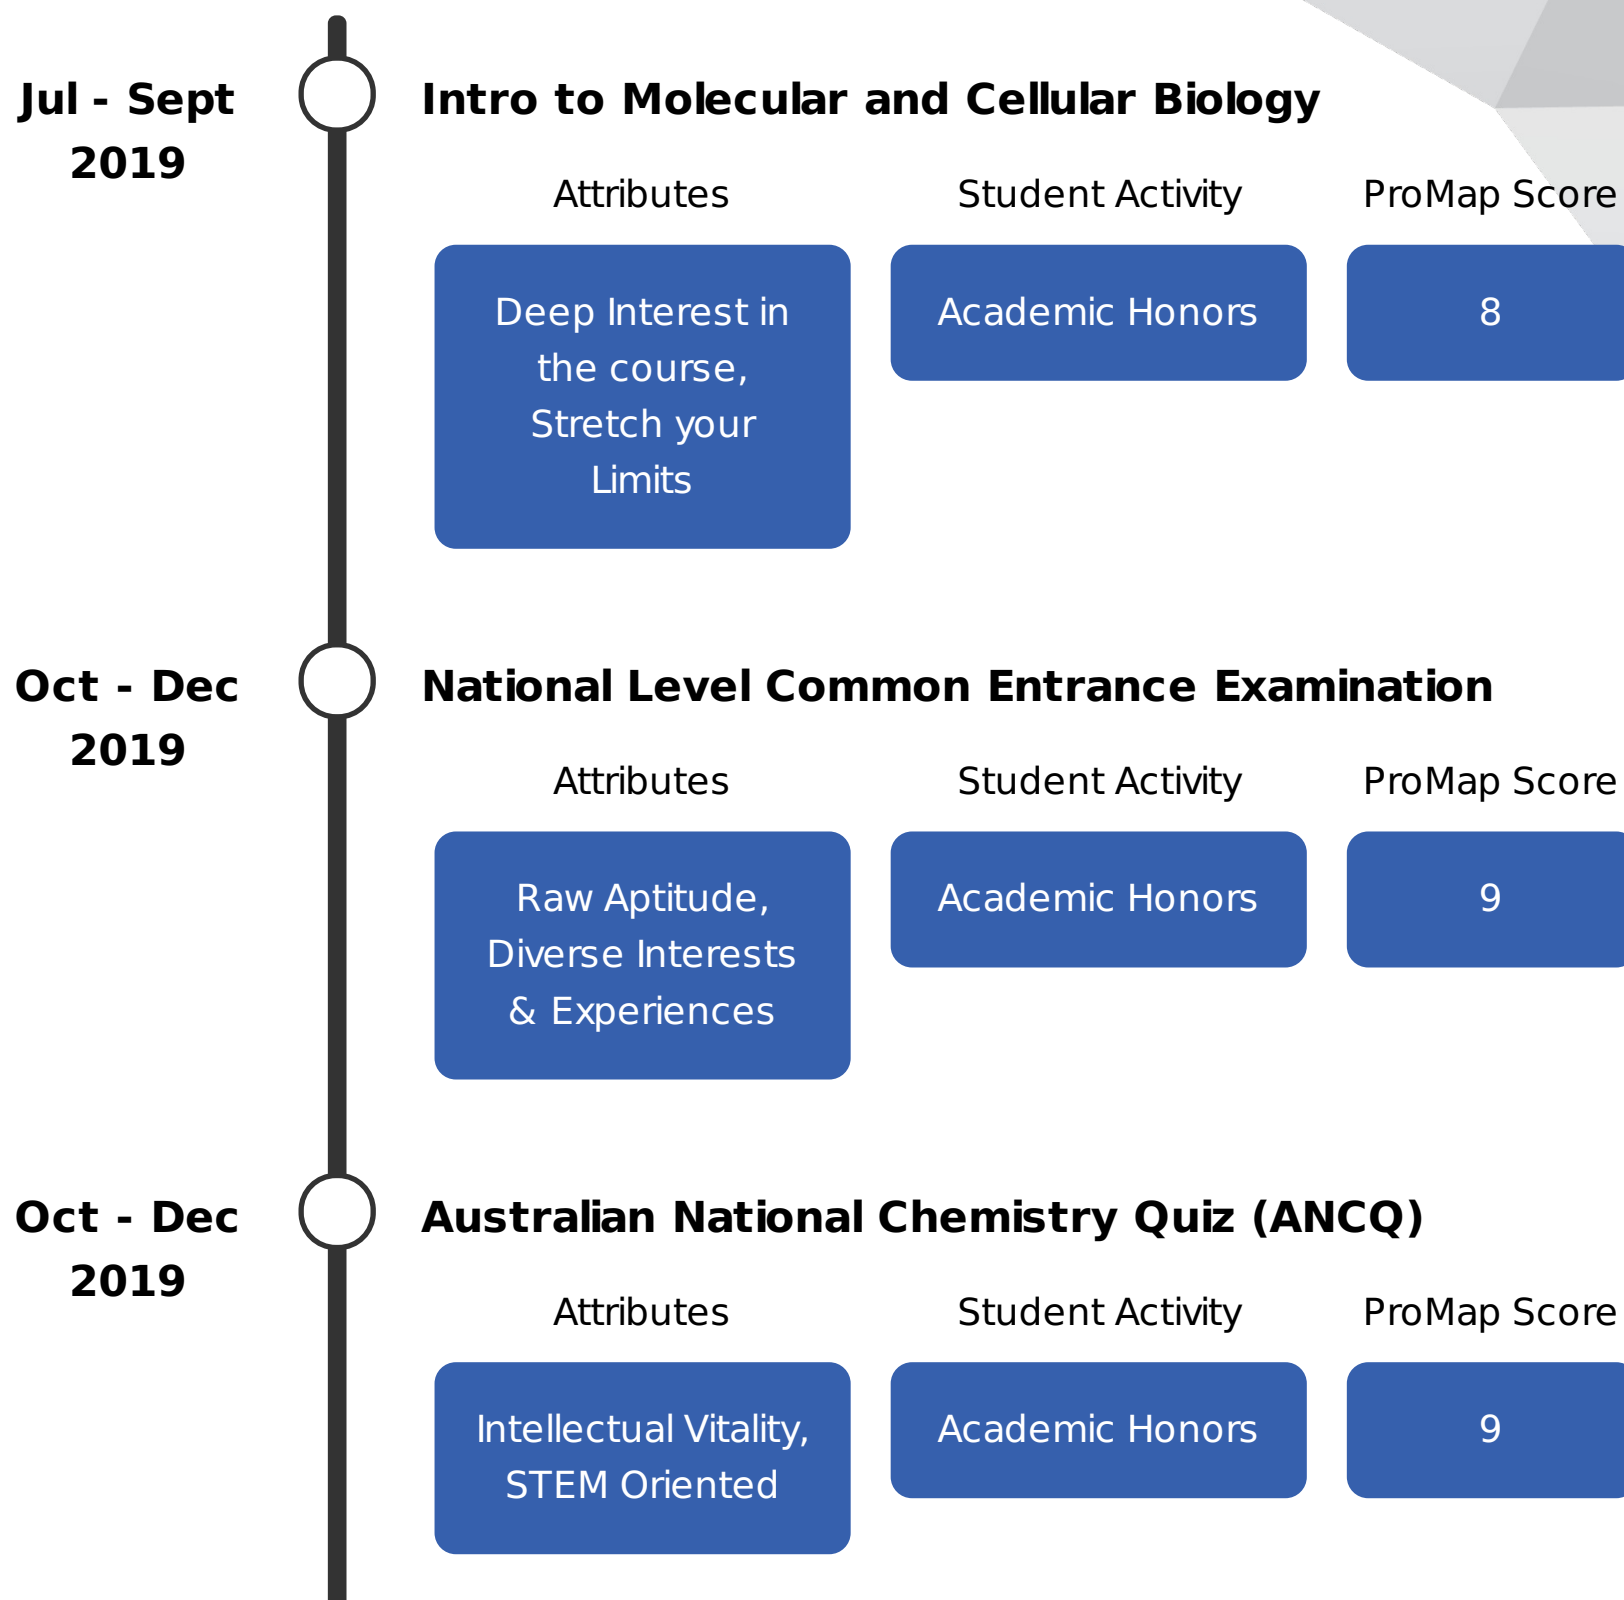 Jul - Sept
2019
Intro to Molecular and Cellular Biology
Attributes
Student Activity
ProMap Score
Deep Interest in
the course,
Stretch your
Limits
Academic Honors
8
Oct - Dec
2019
National Level Common Entrance Examination
Attributes
Student Activity
ProMap Score
Raw Aptitude,
Diverse Interests
& Experiences
Academic Honors
9
Oct - Dec
2019
Australian National Chemistry Quiz (ANCQ)
Attributes
Student Activity
ProMap Score
Intellectual Vitality,
STEM Oriented
Academic Honors
9